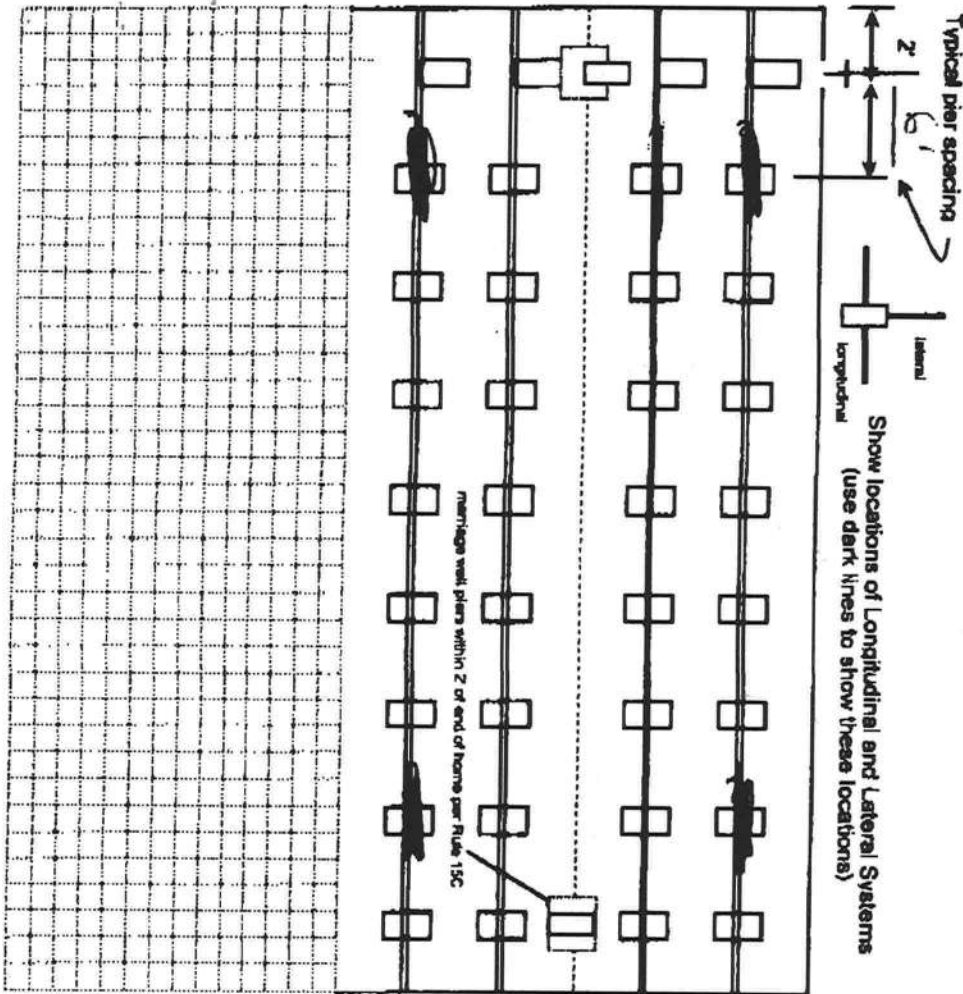 Typical pier spacing
2'
6'
lateral
longitudinal
Show locations of Longitudinal and Lateral Systems
(use dark lines to show these locations)
marriage wall piers within 2' of end of home per Rule 15C